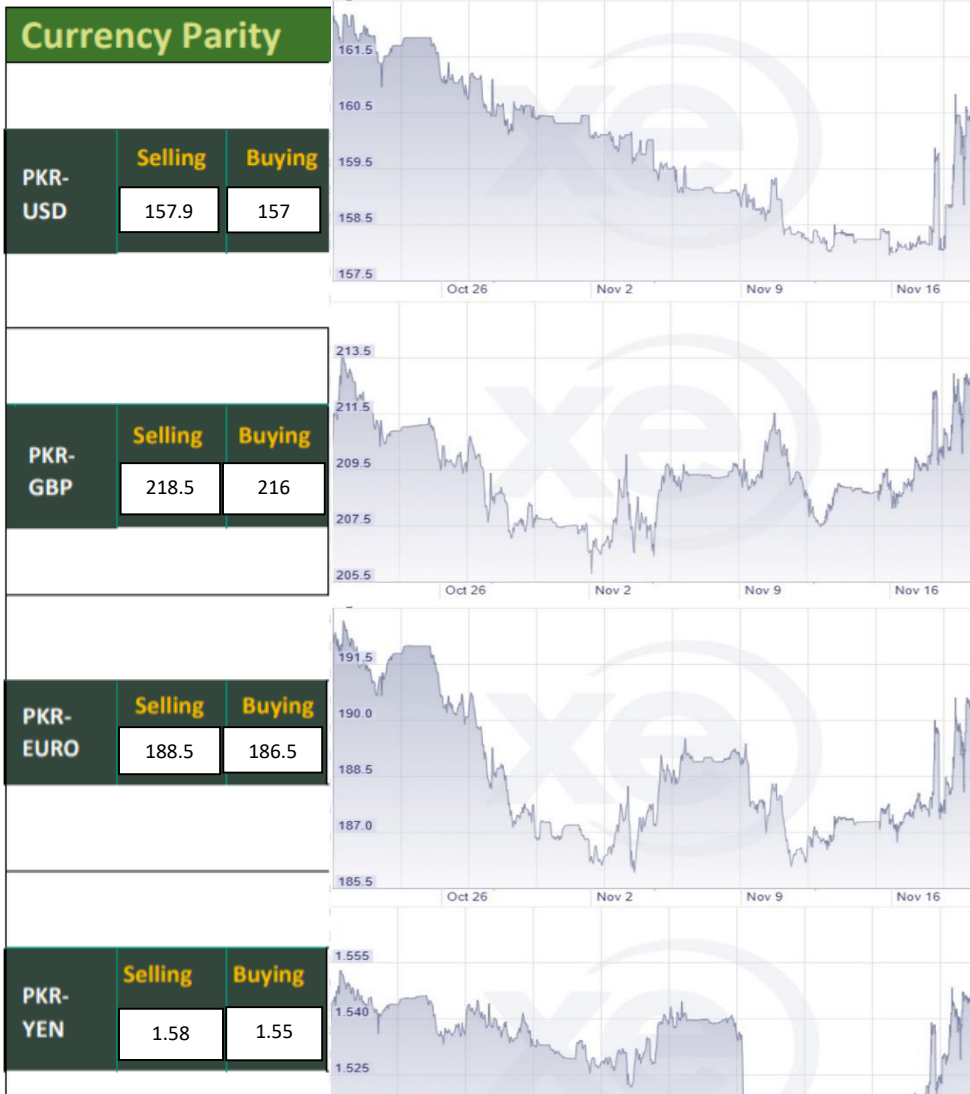 Currency Parity
PKR-
USD
Selling Buying
157.9 157
161.5
160.5
159.5
158.5
157.5
Oct 26 Nov 2 Nov 9 Nov 16
xe
PKR-
GBP
Selling Buying
218.5 216
213.5
211.5
209.5
207.5
205.5
Oct 26 Nov 2 Nov 9 Nov 16
xe
PKR-
EURO
Selling Buying
188.5 186.5
191.5
190.0
188.5
187.0
185.5
Oct 26 Nov 2 Nov 9 Nov 16
xe
PKR-
YEN
Selling Buying
1.58 1.55
1.555
1.540
1.525
xe